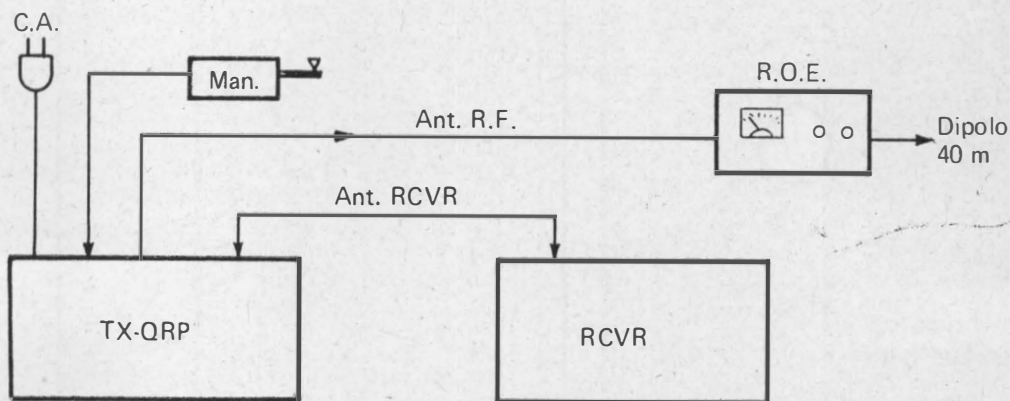 C.A.
Man.
R.O.E.
Ant. R.F.
Dipolo
40 m
Ant. RCVR
TX-QRP
RCVR